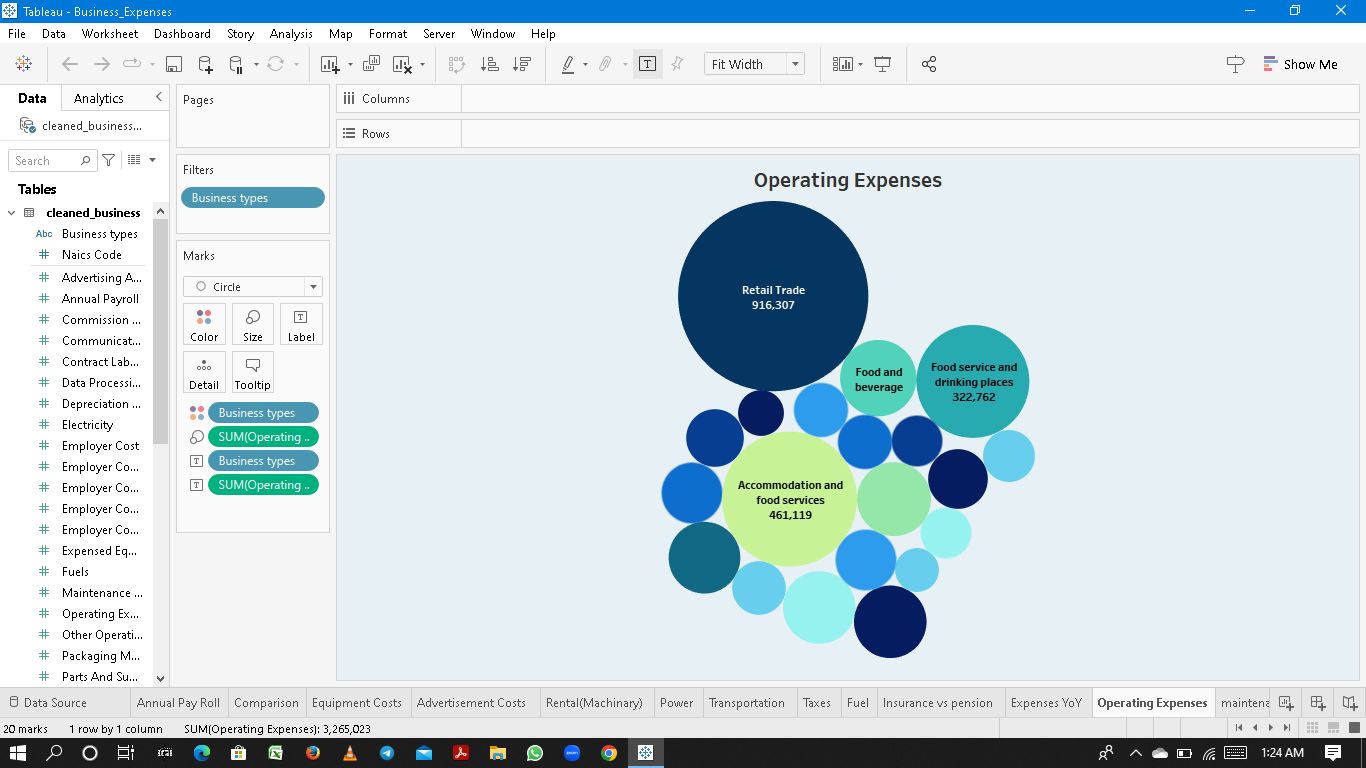 Tableau - Business_Expenses
File Data Worksheet Dashboard Story Analysis Map Format Server Window Help
Fit Width
Show Me
Data Analytics
cleaned_business...
Search
Tables
cleaned_business
Abc Business types
Naics Code
Advertising A...
Annual Payroll
Commission ...
Communicat...
Contract Lab...
Data Processi...
Depreciation ...
Electricity
Employer Cost
Employer Co...
Employer Co...
Employer Co...
Employer Co...
Expensed Eq...
Fuels
Maintenance ...
Operating Ex...
Other Operati...
Packaging M...
Parts And Su...
Pages
Filters
Business types
Marks
Circle
Color Size Label
Detail Tooltip
Business types
SUM(Operating ..
Business types
SUM(Operating ..
Columns
Rows
Operating Expenses
Retail Trade
916,307
Food and
beverage
Food service and
drinking places
322,762
Accommodation and
food services
461,119
Data Source Annual Pay Roll Comparison Equipment Costs Advertisement Costs Rental(Machinary) Power Transportation Taxes Fuel Insurance vs pension Expenses YoY Operating Expenses maintena
20 marks 1 row by 1 column SUM(Operating Expenses): 3,265,023
1:24 AM